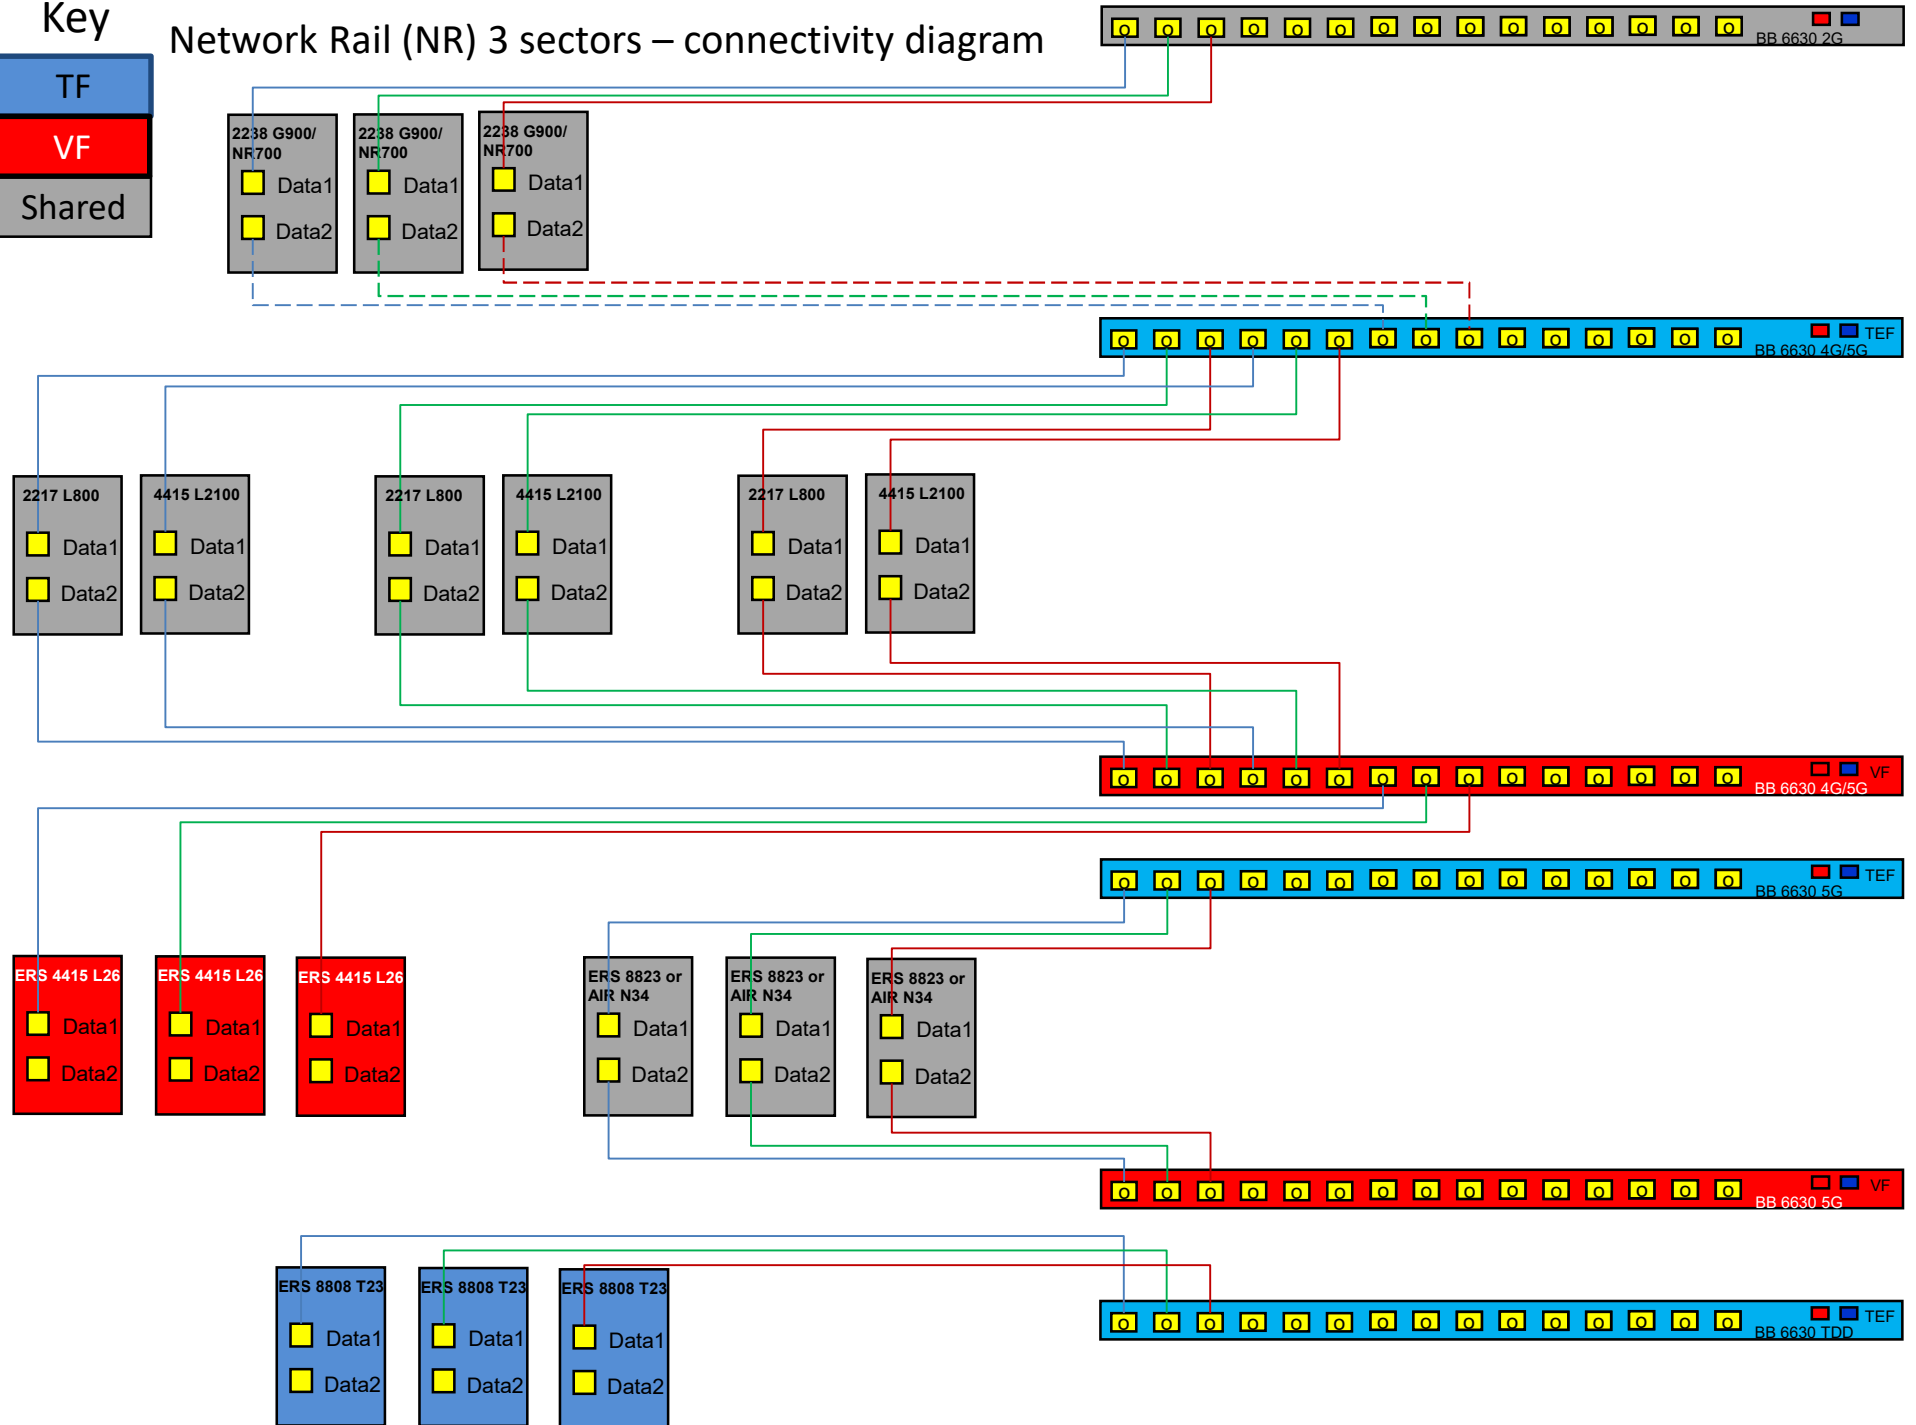 Key
Network Rail (NR) 3 sectors – connectivity diagram
TF
VF
Shared
O O O O O O O O O O O O O O O
BB 6630 2G
2238 G900/
NR700
Data1
Data2
2238 G900/
NR700
Data1
Data2
2238 G900/
NR700
Data1
Data2
O O O O O O O O O O O O O O O
TEF
BB 6630 4G/5G
2217 L800
Data1
Data2
4415 L2100
Data1
Data2
2217 L800
Data1
Data2
4415 L2100
Data1
Data2
2217 L800
Data1
Data2
4415 L2100
Data1
Data2
O O O O O O O O O O O O O O O
VF
BB 6630 4G/5G
O O O O O O O O O O O O O O O
TEF
BB 6630 5G
ERS 4415 L26
Data1
Data2
ERS 4415 L26
Data1
Data2
ERS 4415 L26
Data1
Data2
ERS 8823 or
AIR N34
Data1
Data2
ERS 8823 or
AIR N34
Data1
Data2
ERS 8823 or
AIR N34
Data1
Data2
O O O O O O O O O O O O O O O
VF
BB 6630 5G
ERS 8808 T23
Data1
Data2
ERS 8808 T23
Data1
Data2
ERS 8808 T23
Data1
Data2
O O O O O O O O O O O O O O O
TEF
BB 6630 TDD